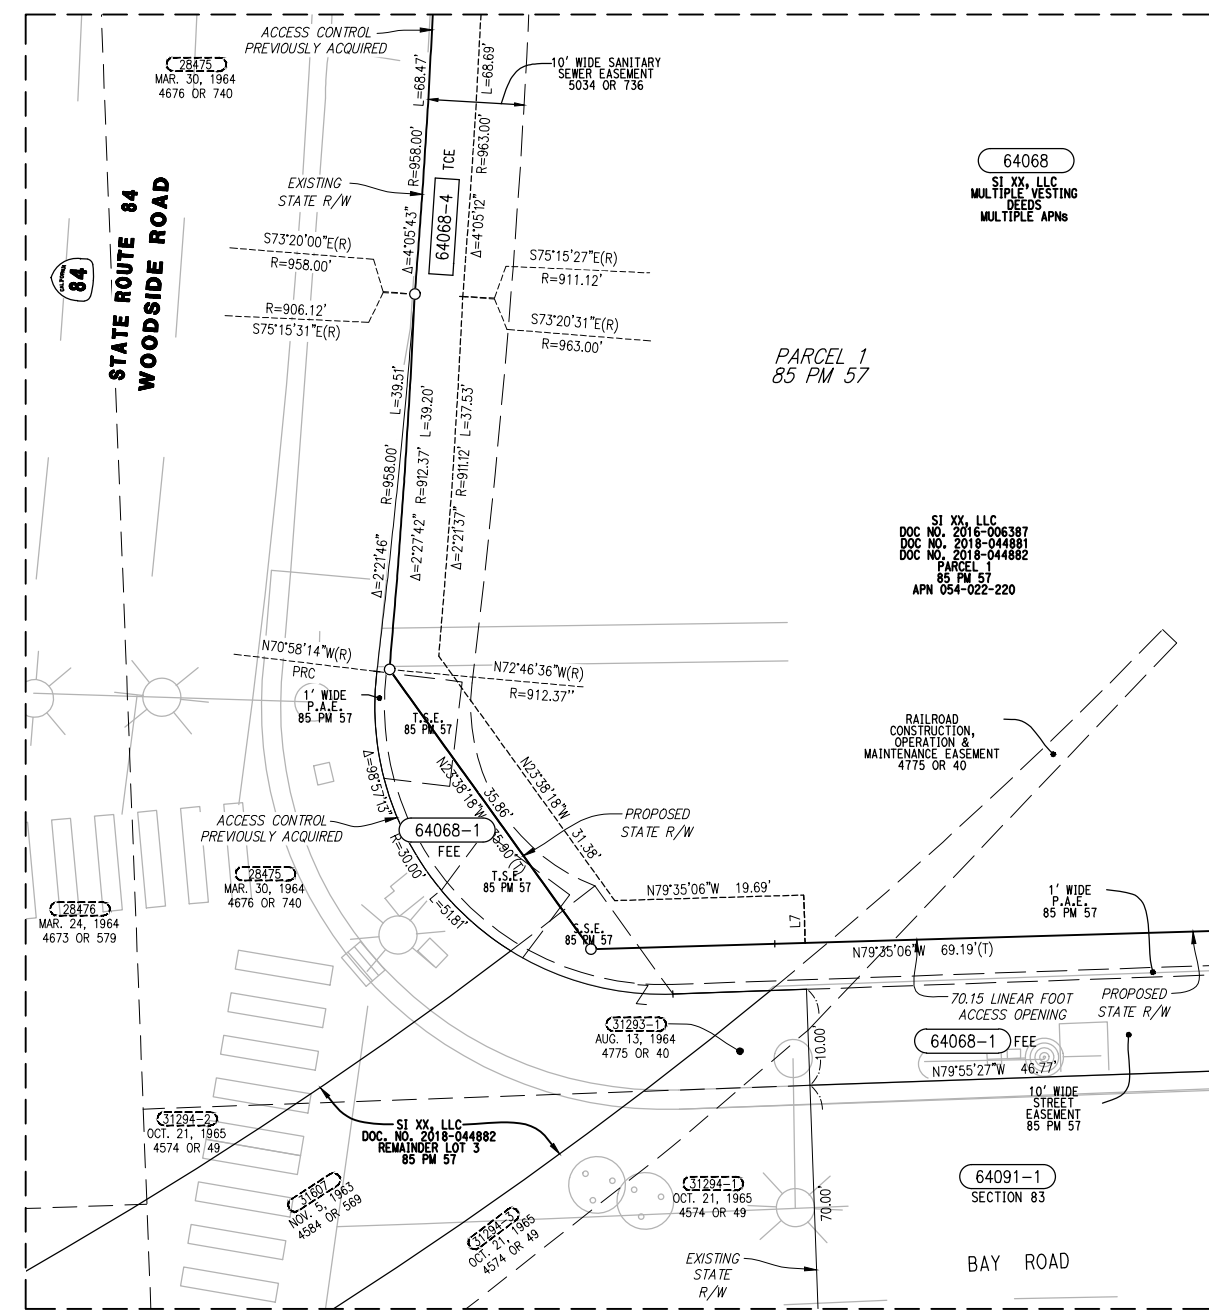 ACCESS CONTROL
PREVIOUSLY ACQUIRED
28475
MAR. 30, 1964
4676 OR 740
L=68.47'
L=68.69'
10' WIDE SANITARY
SEWER EASEMENT
5034 OR 736
R=958.00'
R=963.00'
TCE
64068-4
Δ=4°05'43"
Δ=4°05'12"
EXISTING
STATE R/W
64068
SI XX, LLC
MULTIPLE VESTING
DEEDS
MULTIPLE APNs
CALIFORNIA
84
STATE ROUTE 84
WOODSIDE ROAD
S73°20'00"E(R)
R=958.00'
R=906.12'
S75°15'31"E(R)
S75°15'27"E(R)
R=911.12'
S73°20'31"E(R)
R=963.00'
PARCEL 1
85 PM 57
L=39.51'
L=39.20'
L=37.53'
R=958.00'
R=912.37'
R=911.12'
Δ=2°21'46"
Δ=2°27'42"
Δ=2°21'37"
SI XX, LLC
DOC NO. 2016-006387
DOC NO. 2018-044881
DOC NO. 2018-044882
PARCEL 1
85 PM 57
APN 054-022-220
N70°58'14"W(R)
PRC
N72°46'36"W(R)
R=912.37''
1' WIDE
P.A.E.
85 PM 57
T.S.E.
85 PM 57
RAILROAD
CONSTRUCTION,
OPERATION &
MAINTENANCE EASEMENT
4775 OR 40
Δ=98°57'13"
R=30.00'
L=51.81'
N23°38'18"W 35.86'
35.90'(T)
N23°38'18"W 31.38'
ACCESS CONTROL
PREVIOUSLY ACQUIRED
64068-1
FEE
PROPOSED
STATE R/W
T.S.E.
85 PM 57
28475
MAR. 30, 1964
4676 OR 740
28476
MAR. 24, 1964
4673 OR 579
N79°35'06"W 19.69'
L7
1' WIDE
P.A.E.
85 PM 57
S.S.E.
85 PM 57
N79°35'06"W 69.19'(T)
70.15 LINEAR FOOT
ACCESS OPENING
PROPOSED
STATE R/W
31293-1
AUG. 13, 1964
4775 OR 40
10.00'
64068-1 FEE
N79°55'27"W 46.77'
10' WIDE
STREET
EASEMENT
85 PM 57
31294-2
OCT. 21, 1965
4574 OR 49
SI XX, LLC
DOC. NO. 2018-044882
REMAINDER LOT 3
85 PM 57
31607
NOV. 5, 1963
4584 OR 569
31294-3
OCT. 21, 1965
4574 OR 49
31294-1
OCT. 21, 1965
4574 OR 49
70.00'
64091-1
SECTION 83
EXISTING
STATE
R/W
BAY ROAD